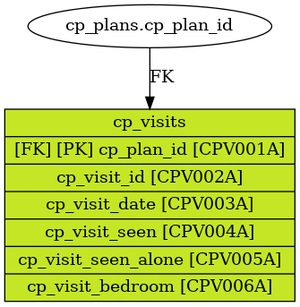 cp_plans.cp_plan_id
FK
cp_visits
[FK] [PK] cp_plan_id [CPV001A]
cp_visit_id [CPV002A]
cp_visit_date [CPV003A]
cp_visit_seen [CPV004A]
cp_visit_seen_alone [CPV005A]
cp_visit_bedroom [CPV006A]